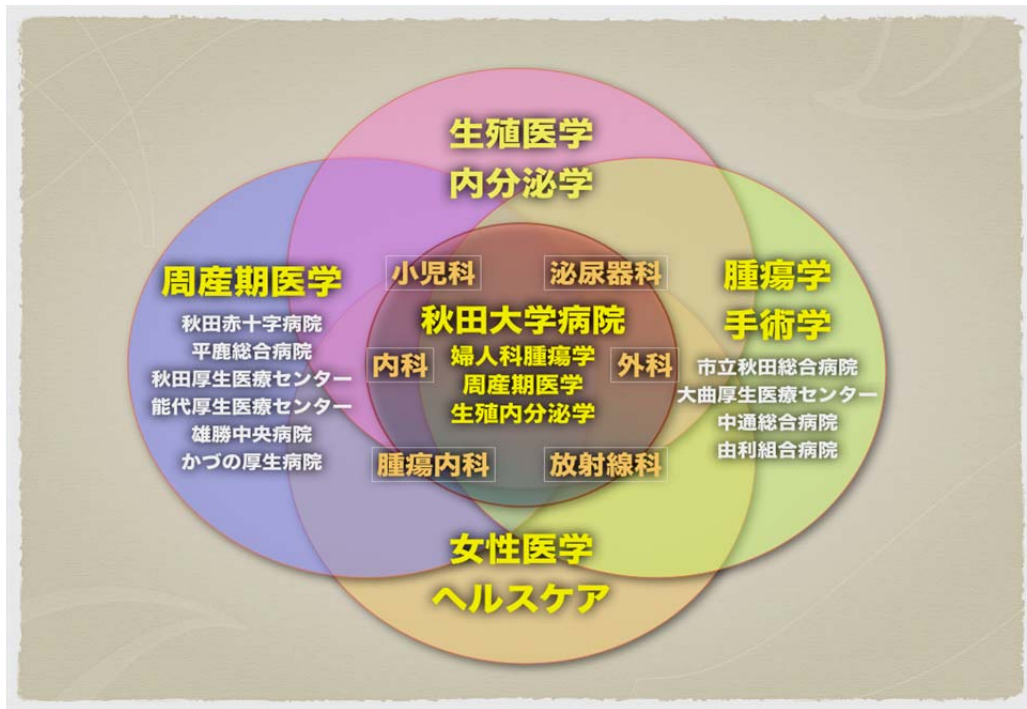 生殖医学
内分泌学
周産期医学
秋田赤十字病院
平鹿総合病院
秋田厚生医療センター
能代厚生医療センター
雄勝中央病院
かづの厚生病院
小児科
泌尿器科
秋田大学病院
婦人科腫瘍学
周産期医学
生殖内分泌学
内科
外科
腫瘍内科
放射線科
腫瘍学
手術学
市立秋田総合病院
大曲厚生医療センター
中通総合病院
由利組合病院
女性医学
ヘルスケア